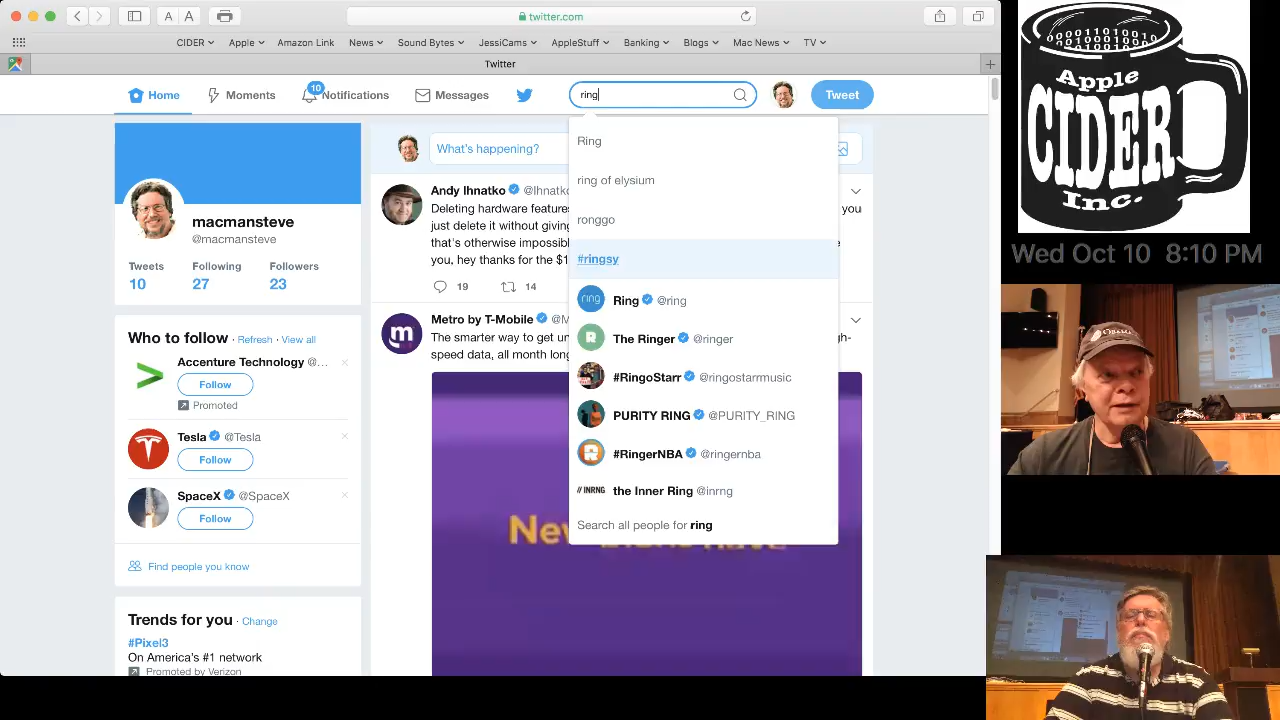 A A
twitter.com
CIDER
Apple
Amazon Link
News
Sound Bytes
JessiCams
AppleStuff
Banking
Blogs
Mac News
TV
Twitter
Home
Moments
10
Notifications
Messages
ring
Tweet
macmansteve
@macmansteve
Tweets Following Followers
10 27 23
Who to follow · Refresh · View all
Accenture Technology @...
Follow
Promoted
Tesla @Tesla
Follow
SpaceX @SpaceX
Follow
Find people you know
Trends for you · Change
#Pixel3
On America's #1 network
Promoted by Verizon
What's happening?
Andy Ihnatko @Ihnatko
Deleting hardware features you
just delete it without giving
that's otherwise impossible e
you, hey thanks for the $1
19 14
Metro by T-Mobile @M
The smarter way to get un gh-
speed data, all month long
New
have
Ring
ring of elysium
ronggo
#ringsy
ring
Ring @ring
R
The Ringer @ringer
#RingoStarr @ringostarrmusic
PURITY RING @PURITY_RING
R
#RingerNBA @ringernba
//INRNG
the Inner Ring @inrng
Search all people for ring
Apple
CIDER
Inc.
Wed Oct 10 8:10 PM